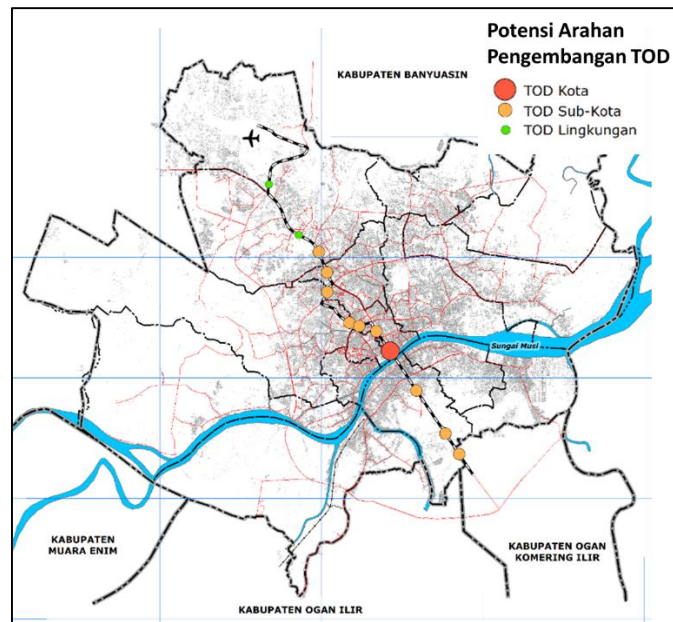 Potensi Arahan
Pengembangan TOD
TOD Kota
TOD Sub-Kota
TOD Lingkungan
KABUPATEN BANYUASIN
Sungai Musi
KABUPATEN
MUARA ENIM
KABUPATEN OGAN
KOMERING ILIR
KABUPATEN OGAN ILIR